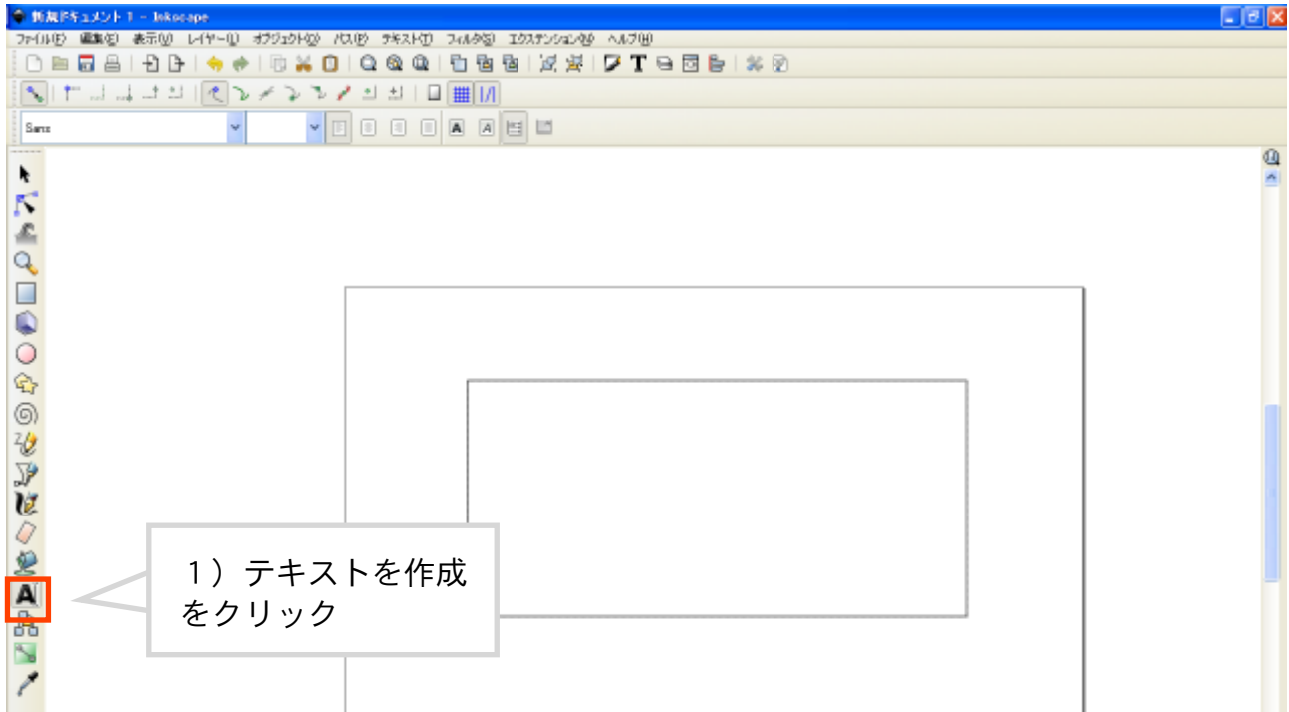 新規ドキュメント 1 - Inkscape
ファイル(F) 編集(E) 表示(V) レイヤー(L) オブジェクト(O) パス(P) テキスト(T) フィルタ(S) エクステンション(N) ヘルプ(H)
Sans
1）テキストを作成
をクリック